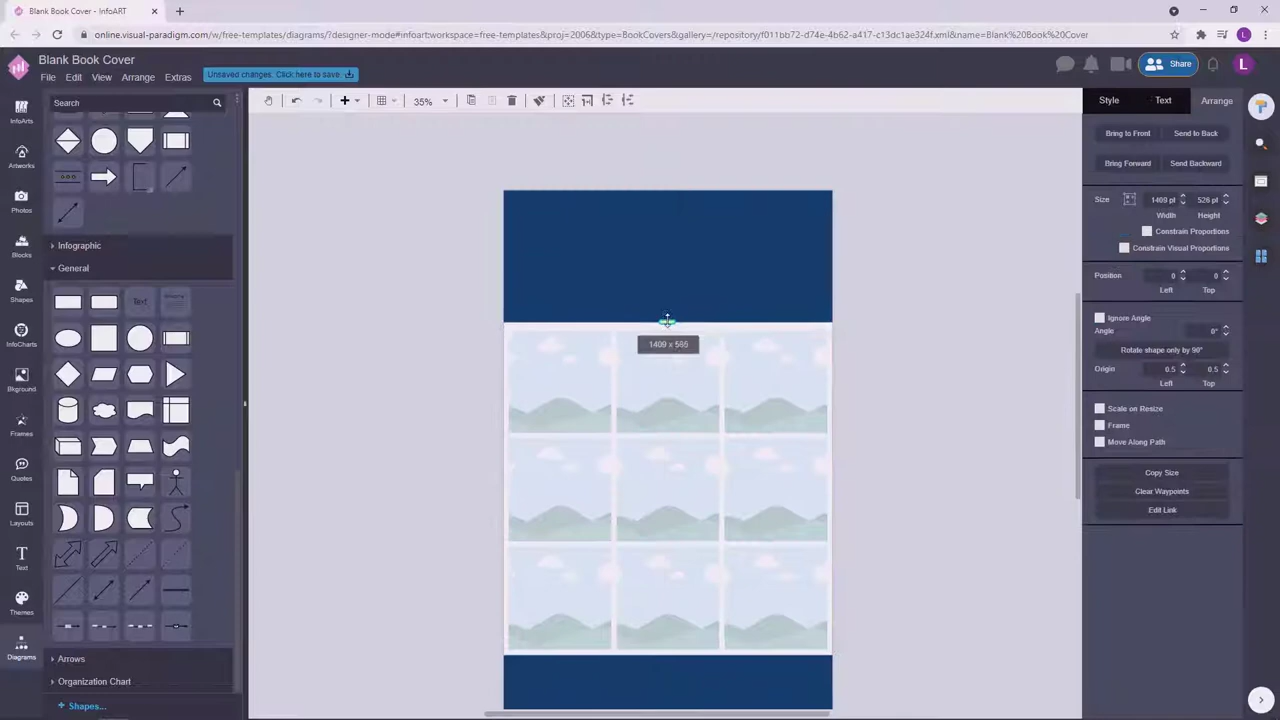 Blank Book Cover - InfoART
online.visual-paradigm.com/w/free-templates/diagrams/?designer-mode#infoart:workspace=free-templates&proj=2006&type=BookCovers&gallery=/repository/f011bb72-d74e-4b62-a417-c13dc1ae324f.xml&name=Blank%20Book%20Cover
Blank Book Cover
File Edit View Arrange Extras
Unsaved changes. Click here to save.
Share
L
L
Search
35%
Style
Text
Arrange
InfoArts
Artworks
Photos
Blocks
Shapes
InfoCharts
Bkground
Frames
Quotes
Layouts
Text
Themes
Diagrams
Infographic
General
Text
Arrows
Organization Chart
+ Shapes...
1409 x 565
Bring to Front
Send to Back
Bring Forward
Send Backward
Size
1409 pt
526 pt
Width
Height
Constrain Proportions
Constrain Visual Proportions
Position
0
0
Left
Top
Ignore Angle
Angle
0°
Rotate shape only by 90°
Origin
0.5
0.5
Left
Top
Scale on Resize
Frame
Move Along Path
Copy Size
Clear Waypoints
Edit Link